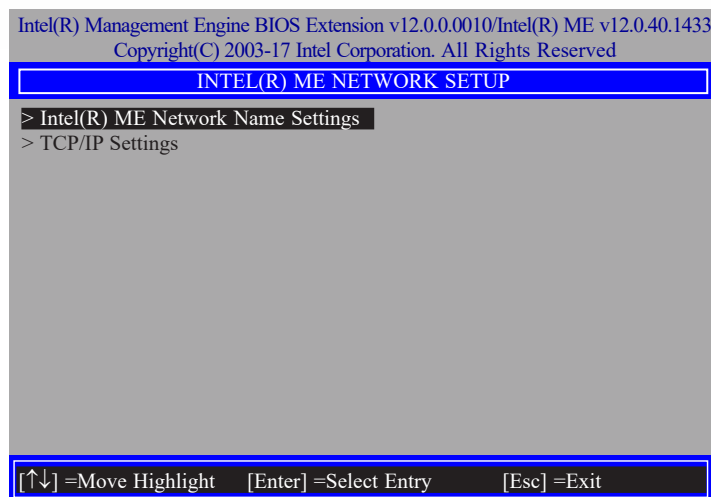 Intel(R) Management Engine BIOS Extension v12.0.0.0010/Intel(R) ME v12.0.40.1433
Copyright(C) 2003-17 Intel Corporation. All Rights Reserved
INTEL(R) ME NETWORK SETUP
> Intel(R) ME Network Name Settings
> TCP/IP Settings
[↑↓] =Move Highlight [Enter] =Select Entry [Esc] =Exit